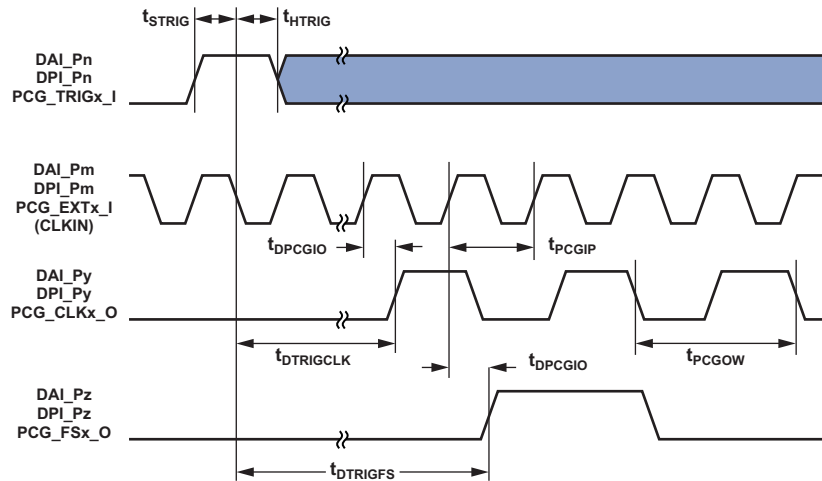 tSTRIG
tHTRIG
DAI_Pn
DPI_Pn
PCG_TRIGx_I
DAI_Pm
DPI_Pm
PCG_EXTx_I
(CLKIN)
tDPCGIO
tPCGIP
DAI_Py
DPI_Py
PCG_CLKx_O
tDTRIGCLK
tDPCGIO
tPCGOW
DAI_Pz
DPI_Pz
PCG_FSx_O
tDTRIGFS